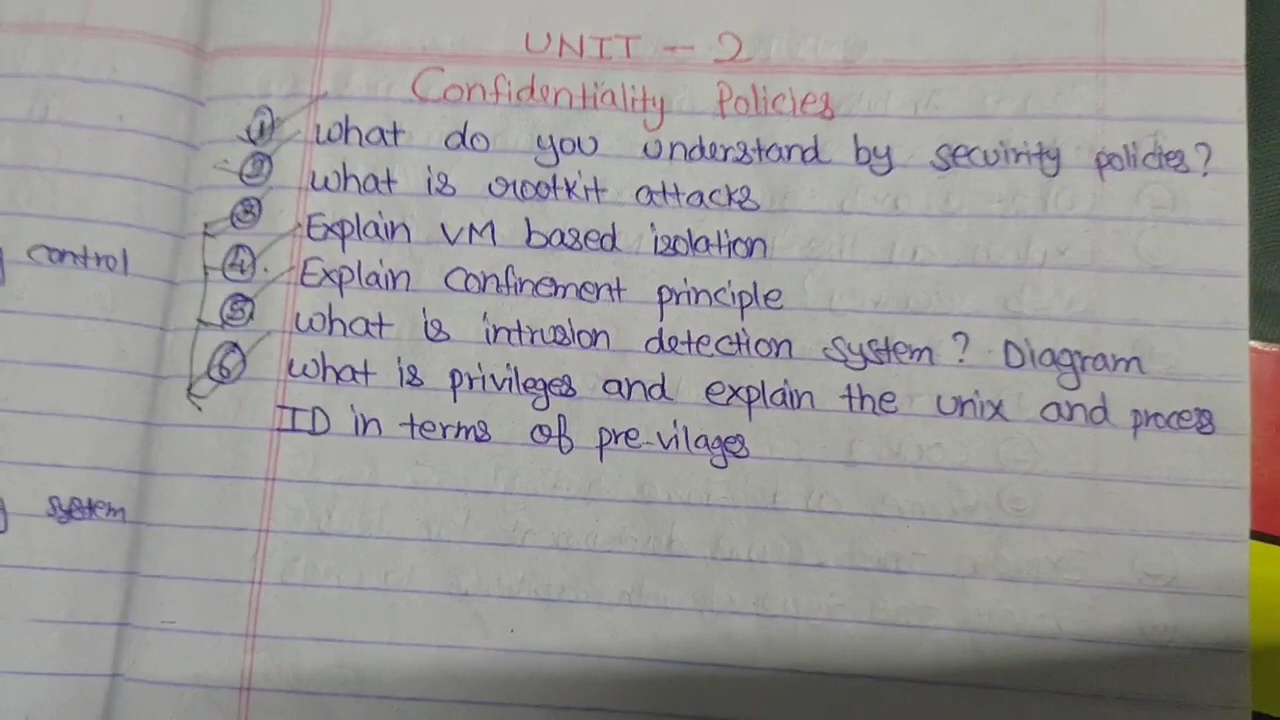 UNIT - 2
Confidentiality Policies
① What do you understand by secuirity policies?
② What is rootkit attacks
③ Explain VM based isolation
④ Explain confinement principle
⑤ What is intrusion detection system? Diagram
⑥ What is privileges and explain the unix and process
ID in terms of pre-vilages
control
system